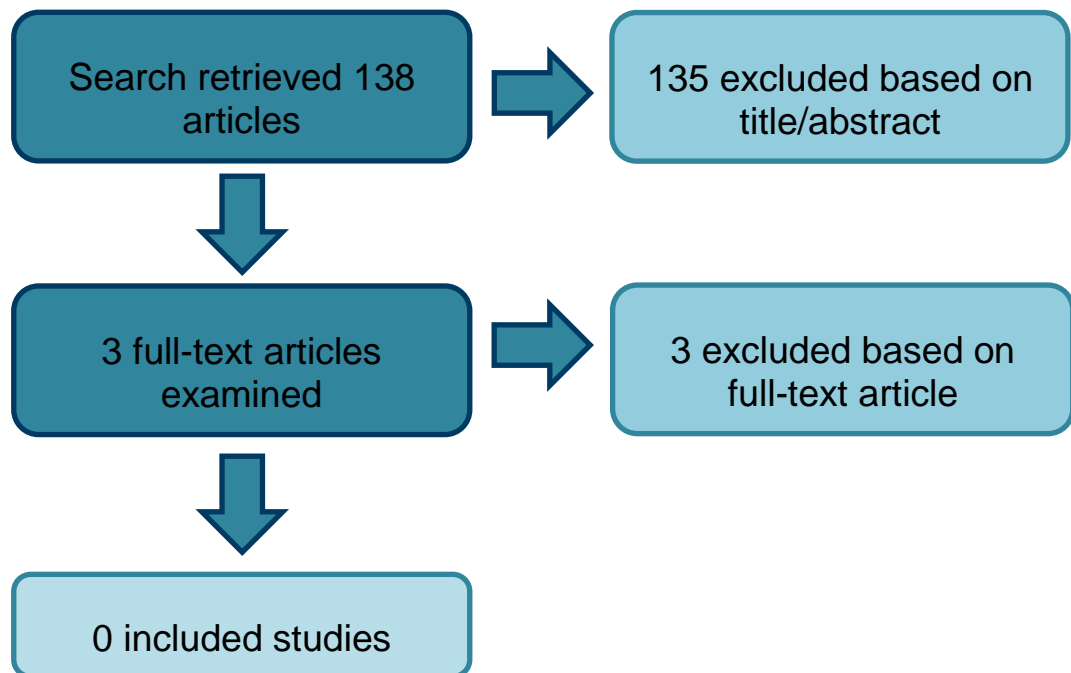 Search retrieved 138
articles
135 excluded based on
title/abstract
3 full-text articles
examined
3 excluded based on
full-text article
0 included studies